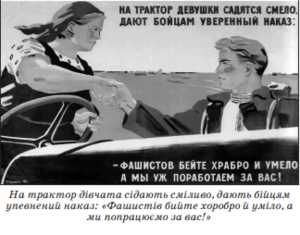 НА ТРАКТОР ДЕВУШКИ САДЯТСЯ СМЕЛО,
ДАЮТ БОЙЦАМ УВЕРЕННЫЙ НАКАЗ:
–ФАШИСТОВ БЕЙТЕ ХРАБРО И УМЕЛО
А МЫ УЖ ПОРАБОТАЕМ ЗА ВАС!
На трактор дівчата сідають сміливо, дають бійцям
упевнений наказ: «Фашистів бийте хоробро й уміло, а
ми попрацюємо за вас!»